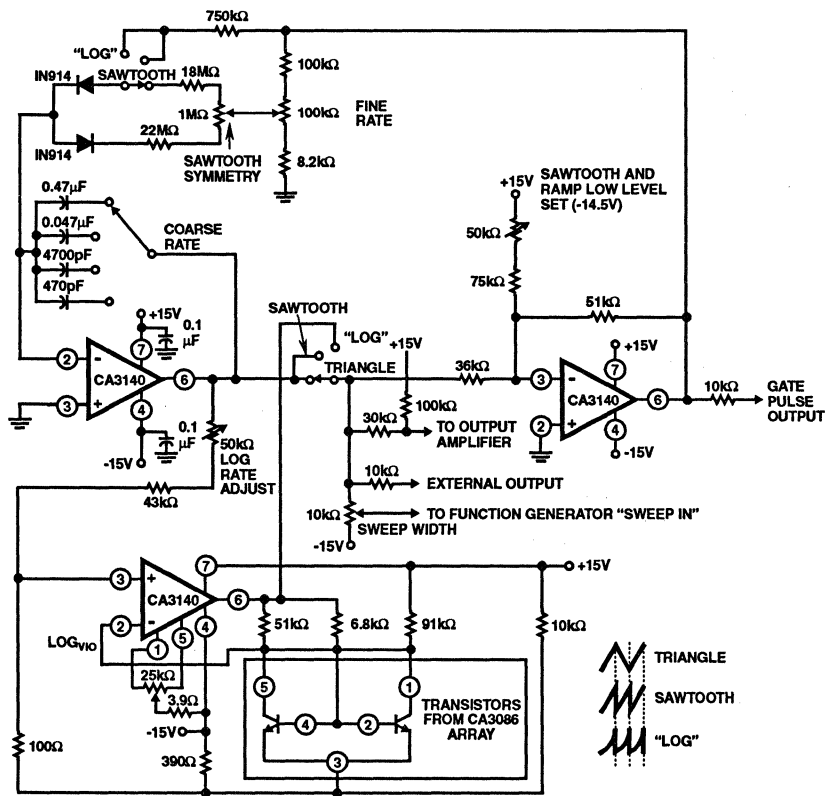 750kΩ
“LOG”
IN914
SAWTOOTH
18MΩ
100kΩ
1MΩ
100kΩ
FINE
RATE
IN914
22MΩ
SAWTOOTH
SYMMETRY
8.2kΩ
0.47μF
0.047μF
4700pF
470pF
COARSE
RATE
+15V
SAWTOOTH AND
RAMP LOW LEVEL
SET (-14.5V)
50kΩ
75kΩ
51kΩ
+15V
0.1
μF
7
2
-
CA3140
6
3
+
4
0.1
μF
-15V
SAWTOOTH
“LOG”
TRIANGLE
+15V
36kΩ
100kΩ
30kΩ
TO OUTPUT
AMPLIFIER
+15V
7
3
-
CA3140
6
2
+
4
-15V
10kΩ
GATE
PULSE
OUTPUT
50kΩ
LOG
RATE
ADJUST
43kΩ
10kΩ
EXTERNAL OUTPUT
10kΩ
TO FUNCTION GENERATOR “SWEEP IN”
SWEEP WIDTH
-15V
7
+15V
3
+
CA3140
6
2
-
4
5
1
LOGVIO
51kΩ
6.8kΩ
91kΩ
10kΩ
25kΩ
3.9Ω
-15V
390Ω
100Ω
5
1
4
2
3
TRANSISTORS
FROM CA3086
ARRAY
TRIANGLE
SAWTOOTH
“LOG”